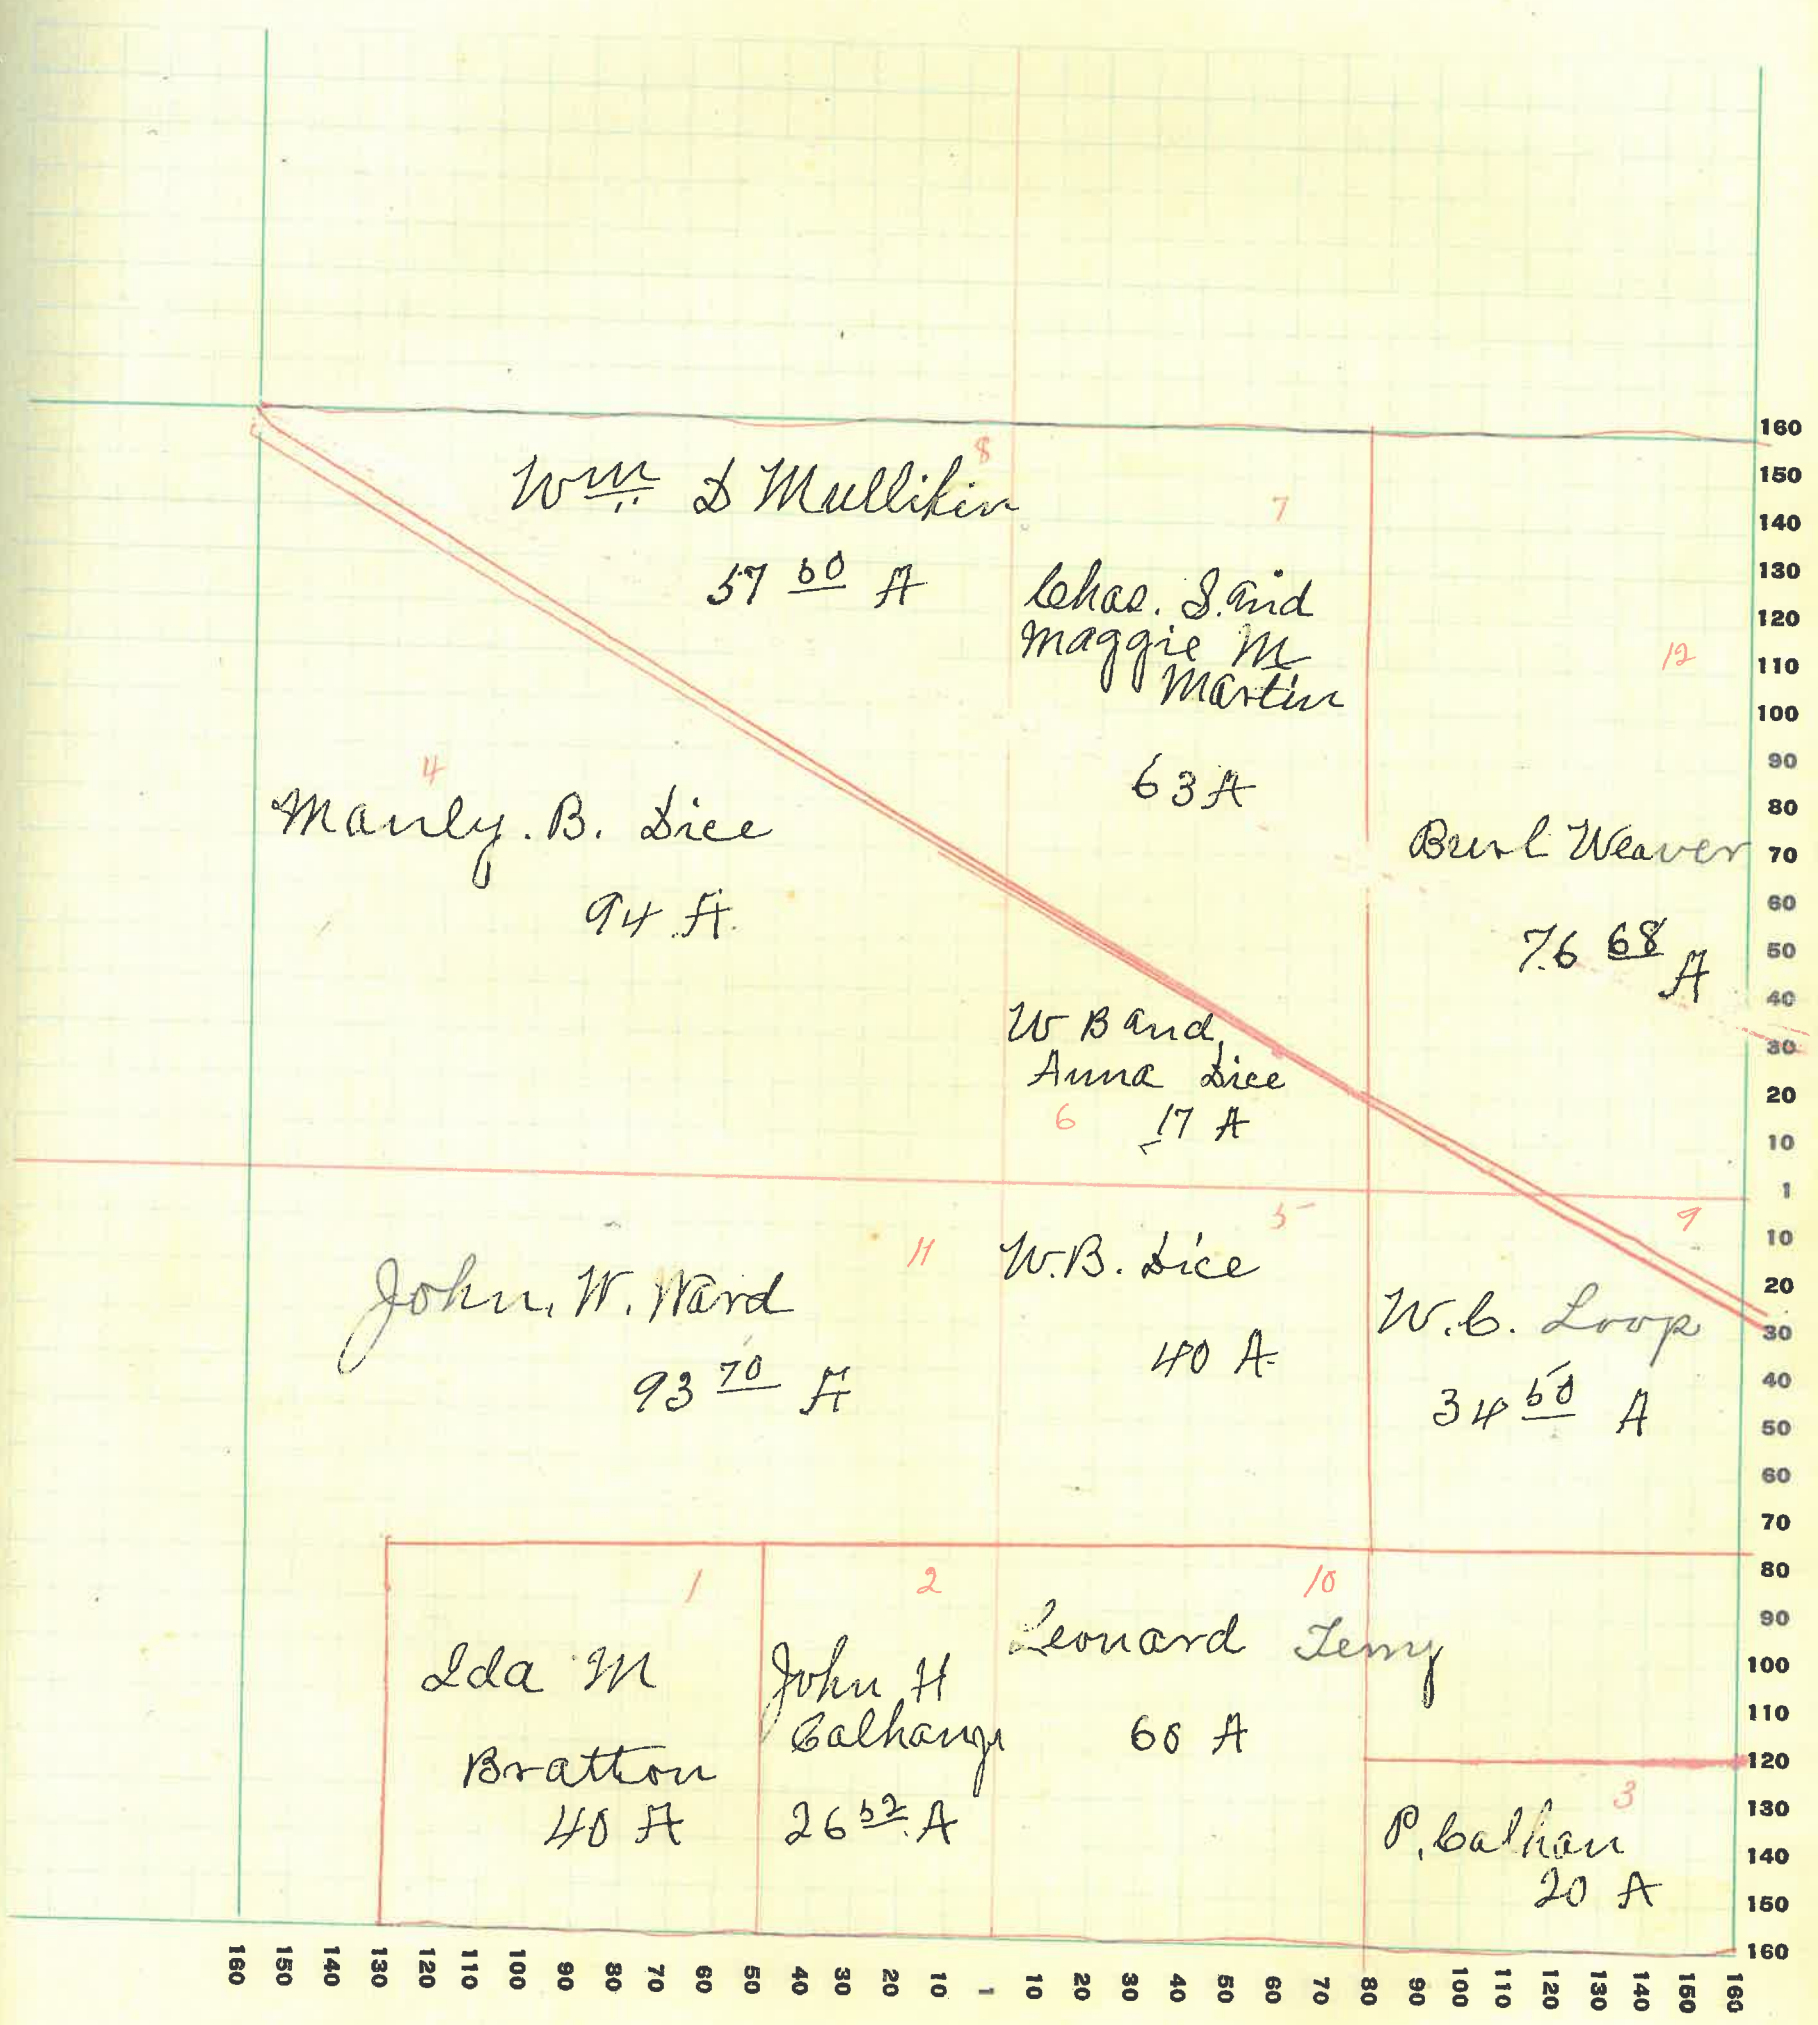 8
Wm. D Mullikin
57 50 A
7
Chas. S. and
Maggie M
Martin
63 A
12
Burl Weaver
76 68 A
4
Manly. B. Dice
94 A.
W B and
Anna Dice
6
17 A
11
John. W. Ward
93 70 A
5
W.B. Dice
40 A.
9
W.C. Loop
34 50 A
1
Ida M
Bratton
40 A
2
John H
26 52 A
10
Leonard Terry
60 A
3
P. Calhan
20 A
160
150
140
130
120
110
100
90
80
70
60
50
40
30
20
10
1
10
20
30
40
50
60
70
80
90
100
110
120
130
140
150
160
160 150 140 130 120 110 100 90 80 70 60 50 40 30 20 10 1 10 20 30 40 50 60 70 80 90 100 110 120 130 140 150 160